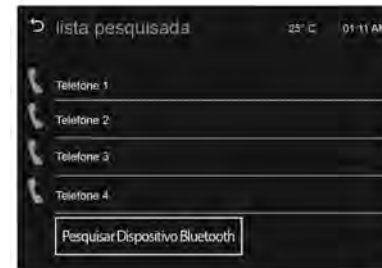 lista pesquisada 25° C 01:11 AM
Telefone 1
Telefone 2
Telefone 3
Telefone 4
Pesquisar Dispositivo Bluetooth